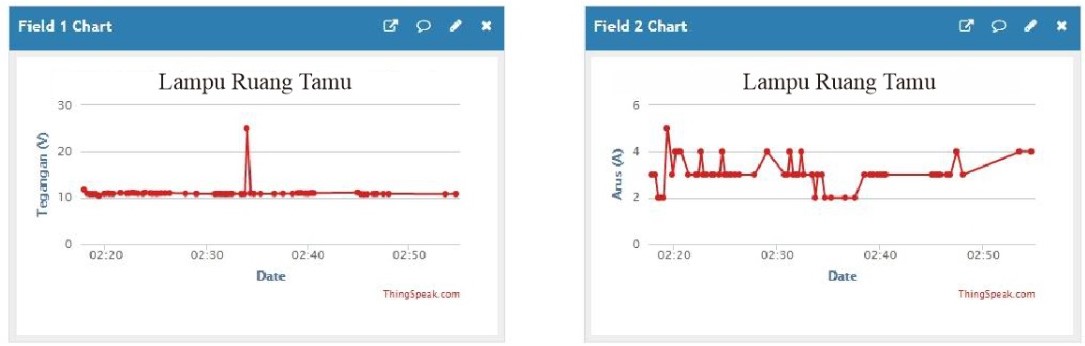 Field 1 Chart
Lampu Ruang Tamu
Tegangan (V)
30
20
10
0
02:20 02:30 02:40 02:50
Date
ThingSpeak.com
Field 2 Chart
Lampu Ruang Tamu
Arus (A)
6
4
2
0
02:20 02:30 02:40 02:50
Date
ThingSpeak.com